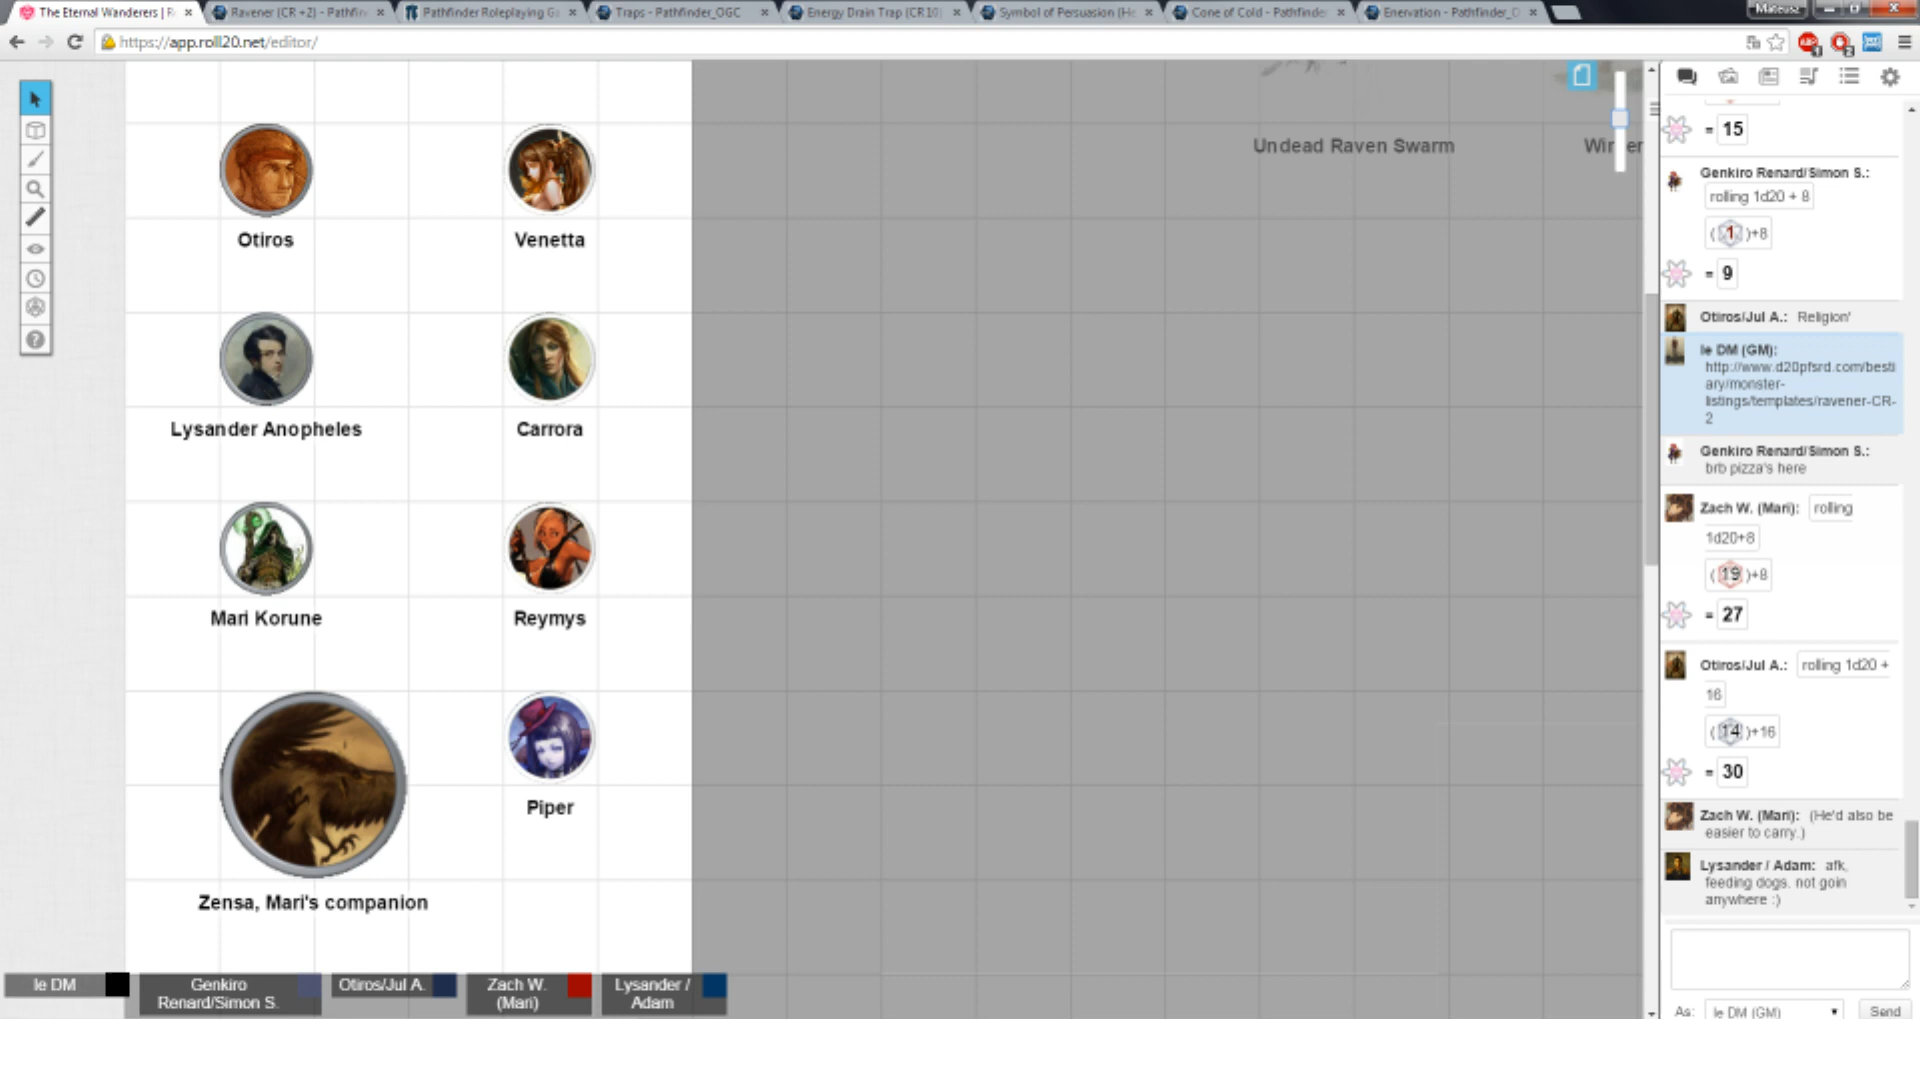 The Eternal Wanderers | R
Ravener (CR +2) - Pathfin
Pathfinder Roleplaying Ga
Traps - Pathfinder_OGC
Energy Drain Trap (CR 10)
Symbol of Persuasion (He
Cone of Cold - Pathfinder
Enervation - Pathfinder_O
Mateusz
https://app.roll20.net/editor/
Undead Raven Swarm
Otiros
Venetta
Lysander Anopheles
Carrora
Mari Korune
Reymys
Piper
Zensa, Mari's companion
le DM
Genkiro
Renard/Simon S.
Otiros/Jul A.
Zach W.
(Mari)
Lysander /
Adam
= 15
Genkiro Renard/Simon S.:
rolling 1d20 + 8
(1)+8
= 9
Otiros/Jul A.: Religion'
le DM (GM):
http://www.d20pfsrd.com/besti
ary/monster-
listings/templates/ravener-CR-
2
Genkiro Renard/Simon S.:
brb pizza's here
Zach W. (Mari): rolling
1d20+8
(19)+8
= 27
Otiros/Jul A.: rolling 1d20 +
16
(14)+16
= 30
Zach W. (Mari): (He'd also be
easier to carry.)
Lysander / Adam: afk,
feeding dogs. not goin
anywhere :)
As: le DM (GM)
Send